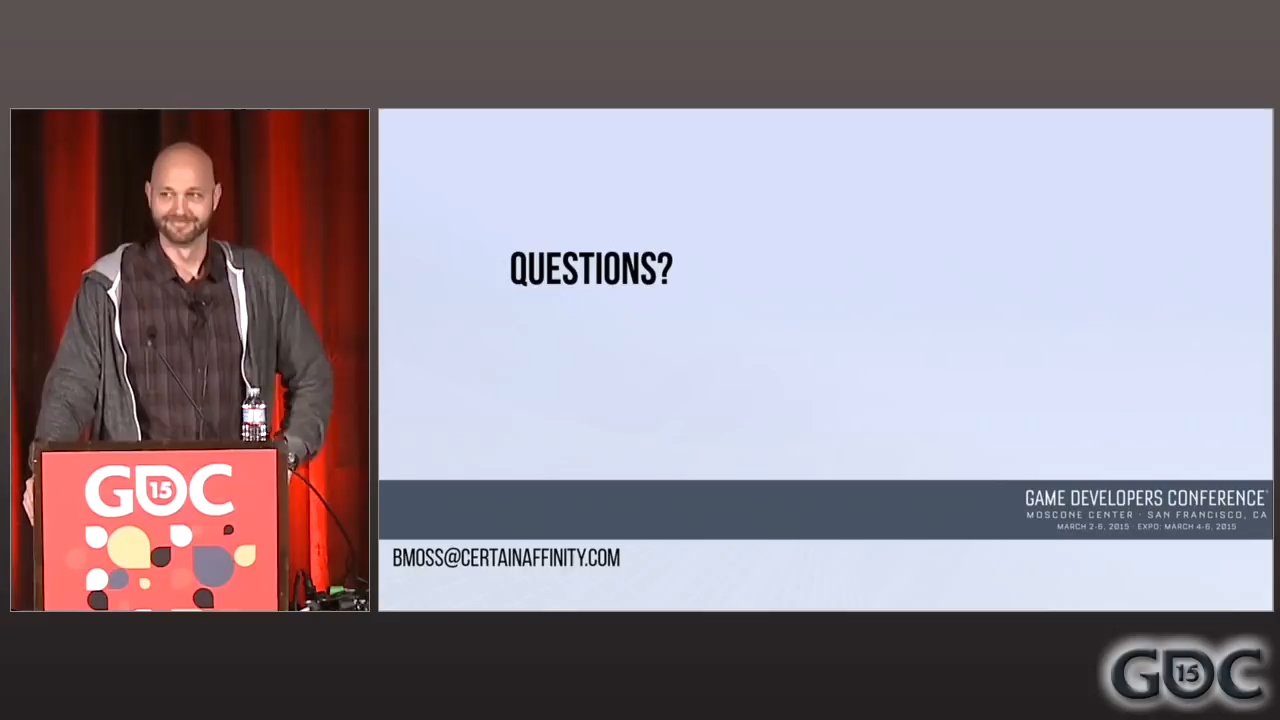 GDC
15
QUESTIONS?
GAME DEVELOPERS CONFERENCE
MOSCONE CENTER · SAN FRANCISCO, CA
MARCH 2-6, 2015 · EXPO: MARCH 4-6, 2015
BMOSS@CERTAINAFFINITY.COM
GDC
15